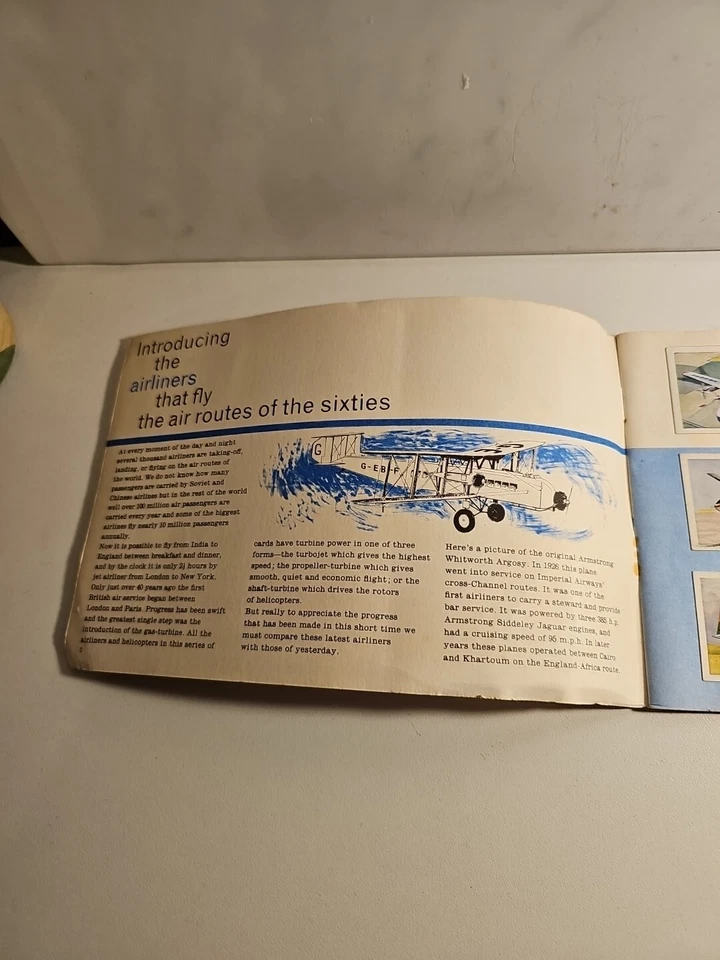 Introducing
the
airliners
that fly
the air routes of the sixties
At every moment of the day and night
several thousand airliners are taking-off,
landing, or flying on the air routes of
the world. We do not know how many
passengers are carried by Soviet and
Chinese airlines but in the rest of the world
well over 100 million air passengers are
carried every year and some of the biggest
airlines fly nearly 10 million passengers
annually.
Now it is possible to fly from India to
England between breakfast and dinner,
and by the clock it is only 2½ hours by
jet airliner from London to New York.
Only just over 40 years ago the first
British air service began between
London and Paris. Progress has been swift
and the greatest single step was the
introduction of the gas-turbine. All the
airliners and helicopters in this series of
cards have turbine power in one of three
forms—the turbojet which gives the highest
speed; the propeller-turbine which gives
smooth, quiet and economic flight; or the
shaft-turbine which drives the rotors
of helicopters.
But really to appreciate the progress
that has been made in this short time we
must compare these latest airliners
with those of yesterday.
G
G-EB
Here's a picture of the original Armstrong
Whitworth Argosy. In 1926 this plane
went into service on Imperial Airways'
cross-Channel routes. It was one of the
first airliners to carry a steward and provide
bar service. It was powered by three 385 h.p.
Armstrong Siddeley Jaguar engines, and
had a cruising speed of 95 m.p.h. In later
years these planes operated between Cairo
and Khartoum on the England-Africa route.